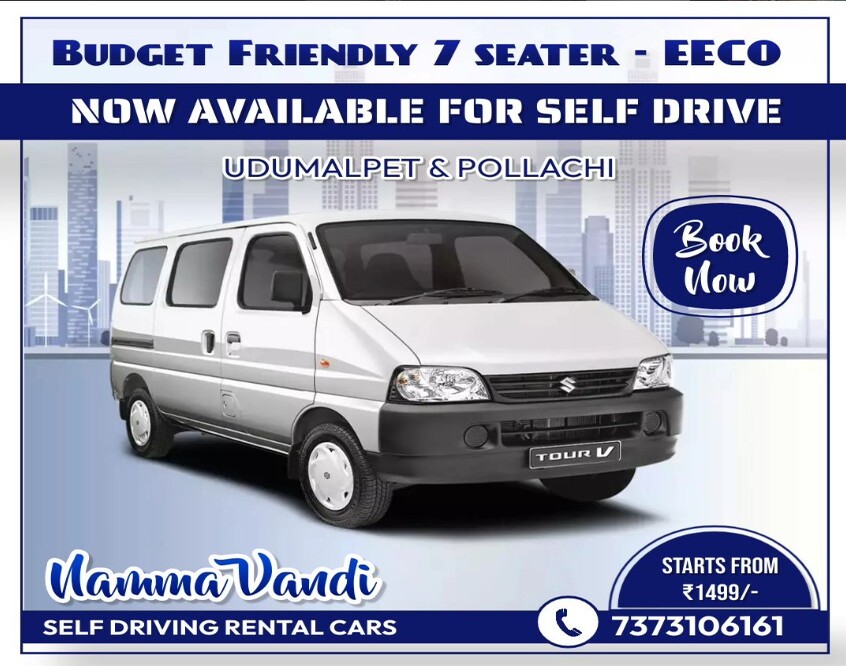 BUDGET FRIENDLY 7 SEATER - EECO
NOW AVAILABLE FOR SELF DRIVE
UDUMALPET & POLLACHI
Book
Now
TOUR V
Namma Vandi
SELF DRIVING RENTAL CARS
STARTS FROM
₹1499/-
7373106161